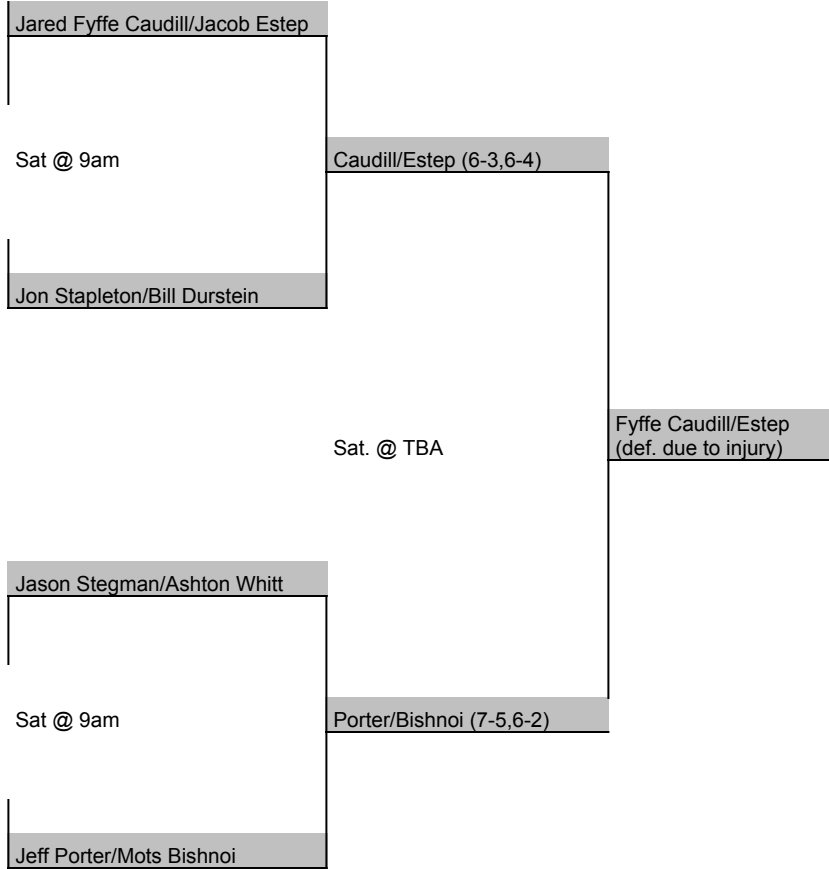 Jared Fyffe Caudill/Jacob Estep
Sat @ 9am
Caudill/Estep (6-3,6-4)
Jon Stapleton/Bill Durstein
Sat. @ TBA
Fyffe Caudill/Estep
(def. due to injury)
Jason Stegman/Ashton Whitt
Sat @ 9am
Porter/Bishnoi (7-5,6-2)
Jeff Porter/Mots Bishnoi